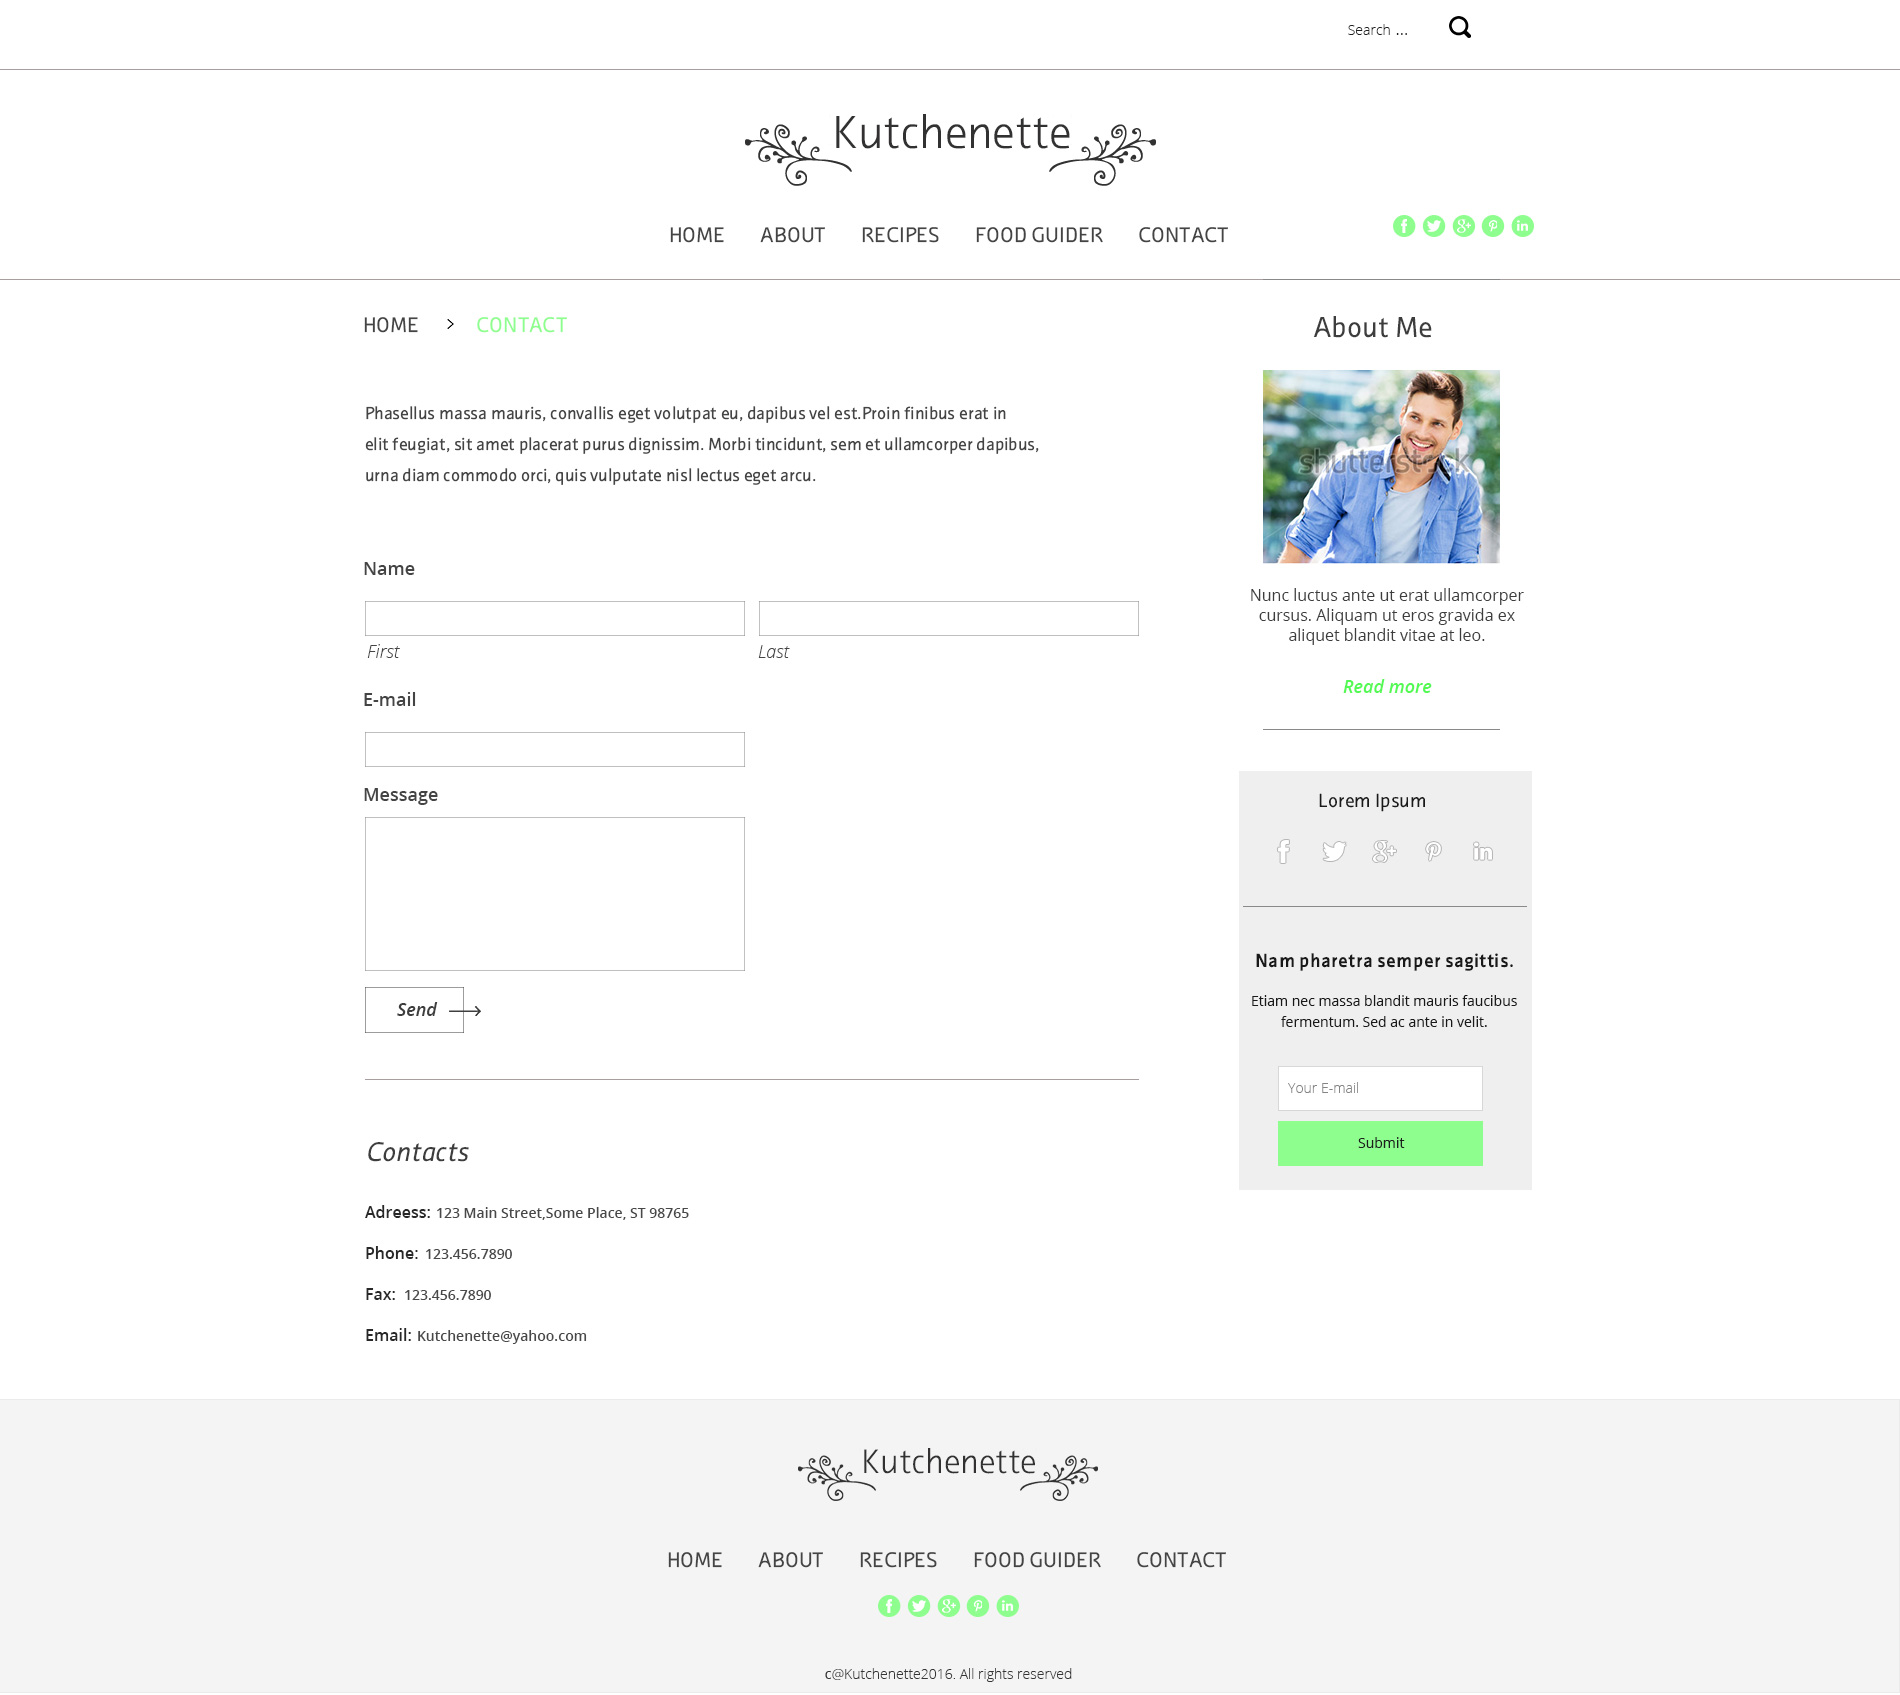 Search ...
Kutchenette
HOME ABOUT RECIPES FOOD GUIDER CONTACT
HOME > CONTACT
Phasellus massa mauris, convallis eget volutpat eu, dapibus vel est.Proin finibus erat in
elit feugiat, sit amet placerat purus dignissim. Morbi tincidunt, sem et ullamcorper dapibus,
urna diam commodo orci, quis vulputate nisl lectus eget arcu.
Name
First
Last
E-mail
Message
Send
Contacts
Adreess: 123 Main Street,Some Place, ST 98765
Phone: 123.456.7890
Fax: 123.456.7890
Email: Kutchenette@yahoo.com
About Me
shutterstock
Nunc luctus ante ut erat ullamcorper
cursus. Aliquam ut eros gravida ex
aliquet blandit vitae at leo.
Read more
Lorem Ipsum
Nam pharetra semper sagittis.
Etiam nec massa blandit mauris faucibus
fermentum. Sed ac ante in velit.
Your E-mail
Submit
Kutchenette
HOME ABOUT RECIPES FOOD GUIDER CONTACT
c@Kutchenette2016. All rights reserved